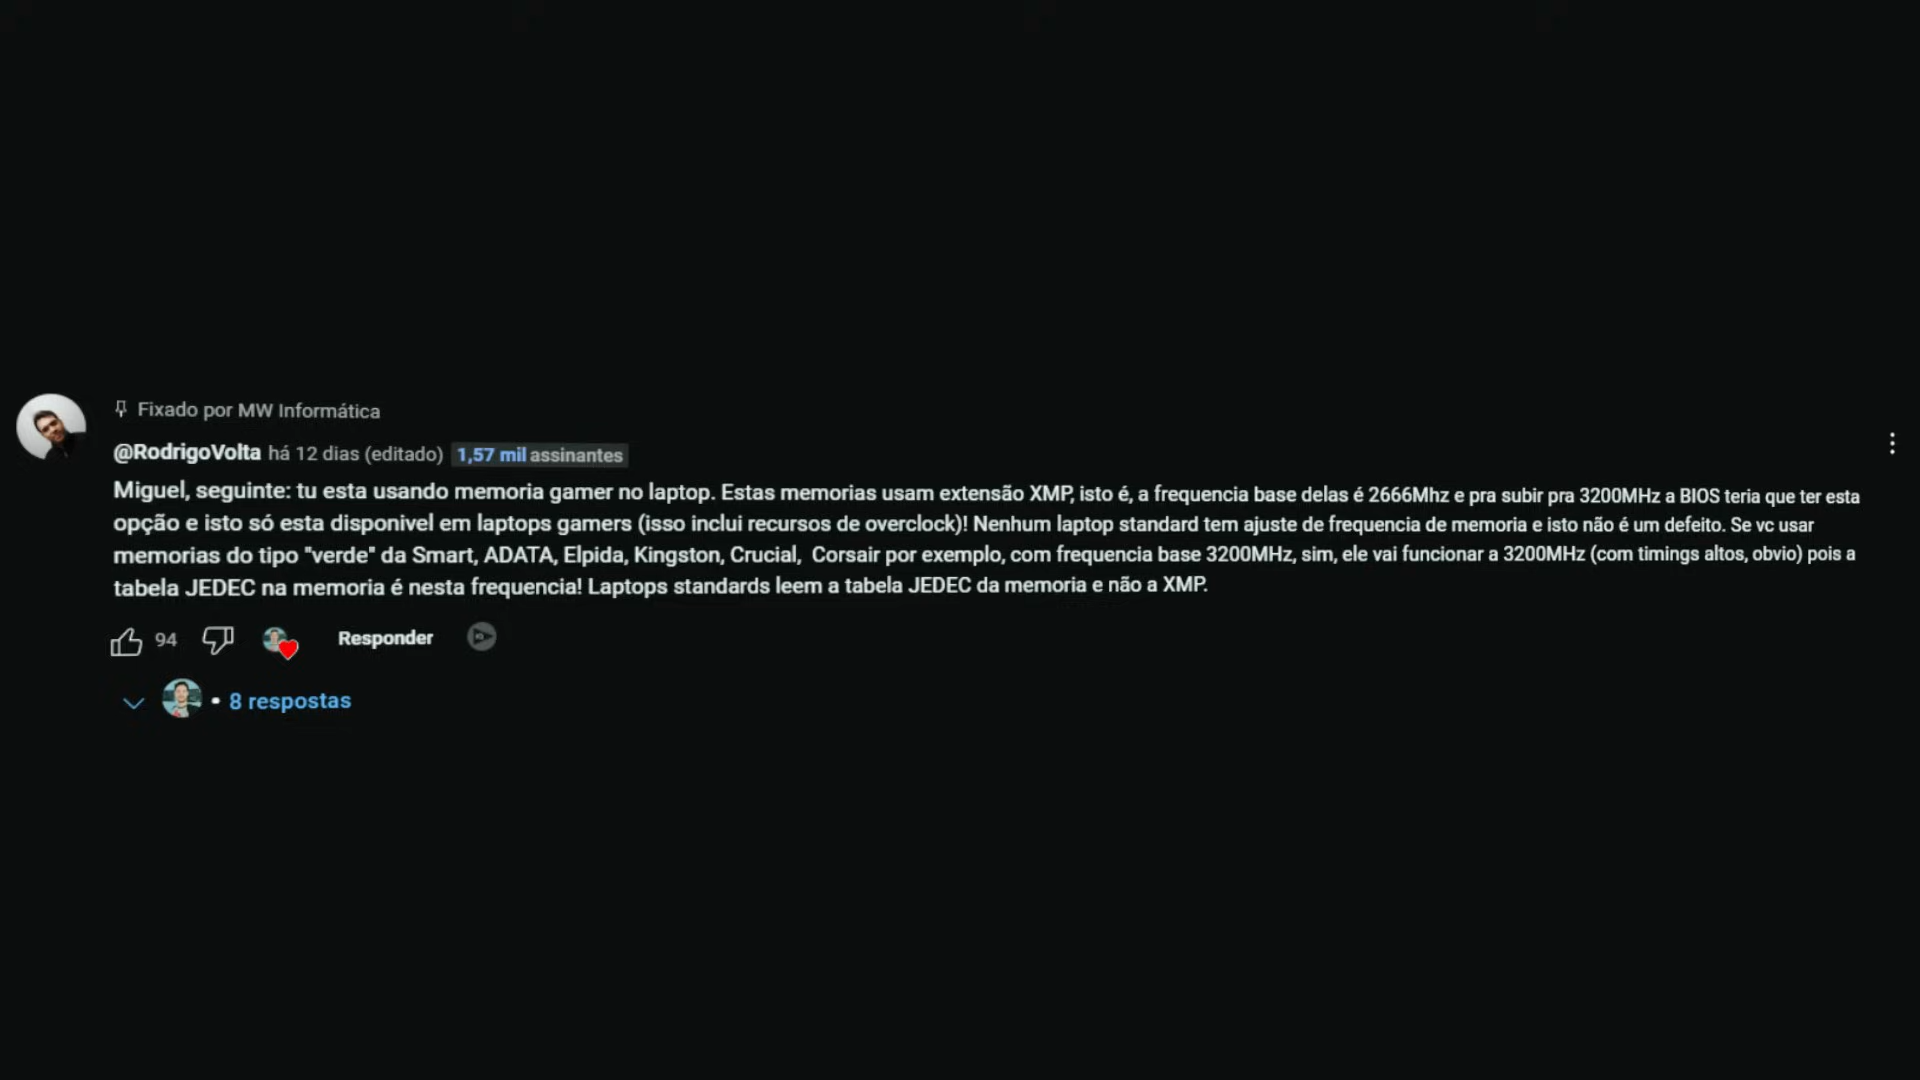 Fixado por MW Informática
@RodrigoVolta há 12 dias (editado) 1,57 mil assinantes
Miguel, seguinte: tu esta usando memoria gamer no laptop. Estas memorias usam extensão XMP, isto é, a frequencia base delas é 2666Mhz e pra subir pra 3200MHz a BIOS teria que ter esta
opção e isto só esta disponivel em laptops gamers (isso inclui recursos de overclock)! Nenhum laptop standard tem ajuste de frequencia de memoria e isto não é um defeito. Se vc usar
memorias do tipo "verde" da Smart, ADATA, Elpida, Kingston, Crucial, Corsair por exemplo, com frequencia base 3200MHz, sim, ele vai funcionar a 3200MHz (com timings altos, obvio) pois a
tabela JEDEC na memoria é nesta frequencia! Laptops standards leem a tabela JEDEC da memoria e não a XMP.
94 Responder
• 8 respostas